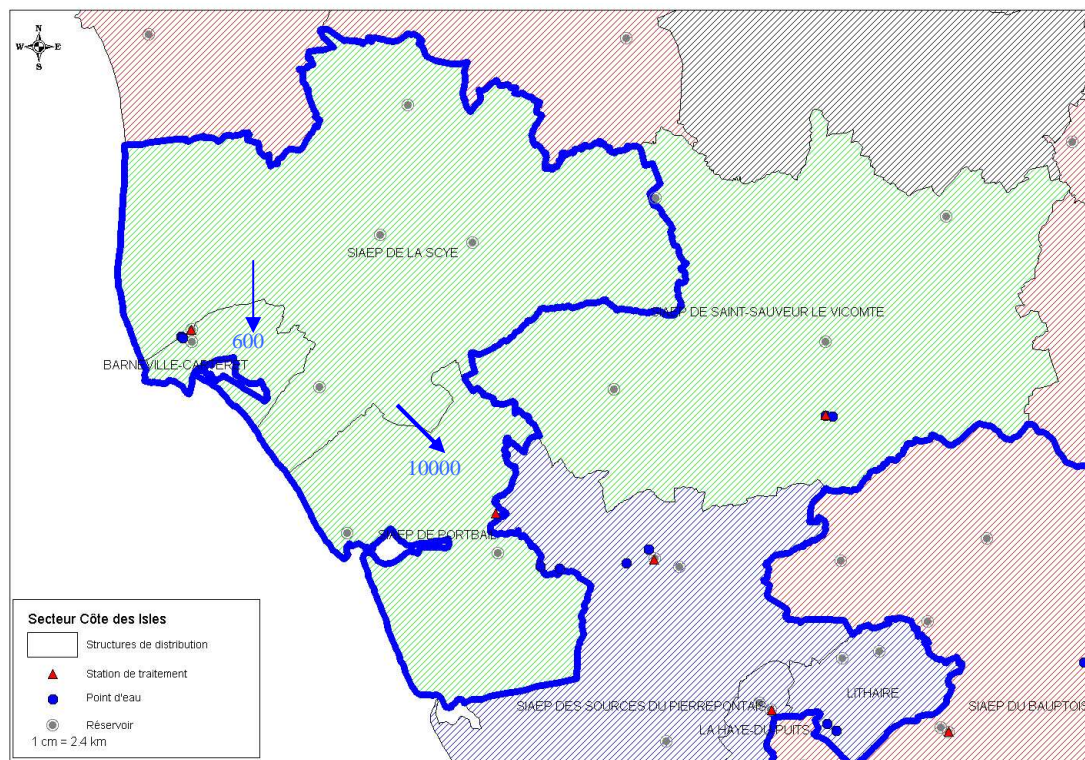 N
W E
S
SIAEP DE LA SCYE
SIAEP DE SAINT-SAUVEUR LE VICOMTE
600
BARNEVILLE-CARTERET
10000
SIAEP DE PORTBAIL
SIAEP DES SOURCES DU PIERREPONTAIS
LITHAIRE
SIAEP DU BAUPTOIS
LA HAYE-DU-PUITS
Secteur Côte des Isles
Structures de distribution
Station de traitement
Point d'eau
Réservoir
1 cm = 2.4 km